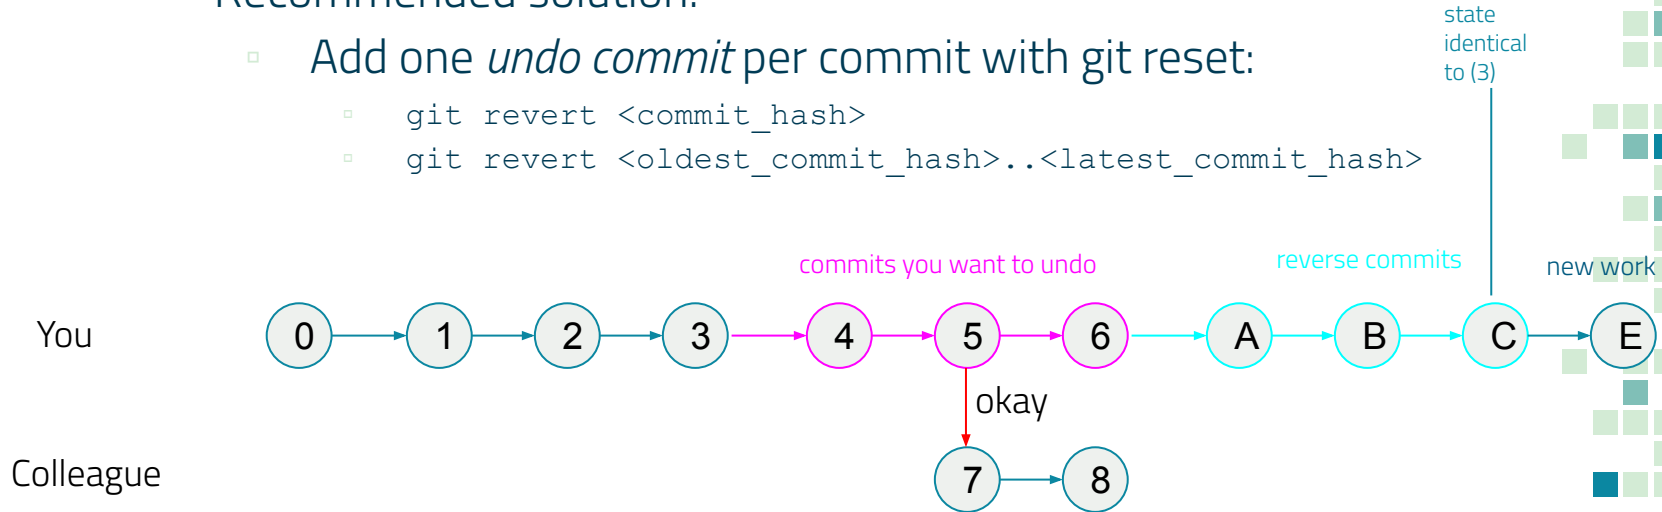 Recommended solution:
state
identical
to (3)
Add one undo commit per commit with git reset:
git revert <commit_hash>
git revert <oldest_commit_hash>..<latest_commit_hash>
commits you want to undo
reverse commits
new work
You
0 1 2 3 4 5 6 A B C E
okay
Colleague
7 8